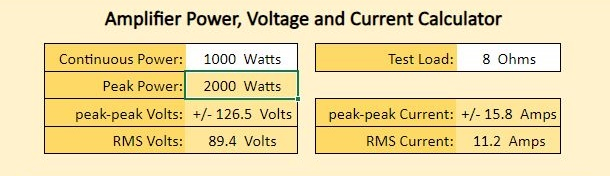 Amplifier Power, Voltage and Current Calculator
Continuous Power: 1000 Watts Test Load: 8 Ohms
Peak Power: 2000 Watts
peak-peak Volts: +/- 126.5 Volts peak-peak Current: +/- 15.8 Amps
RMS Volts: 89.4 Volts RMS Current: 11.2 Amps